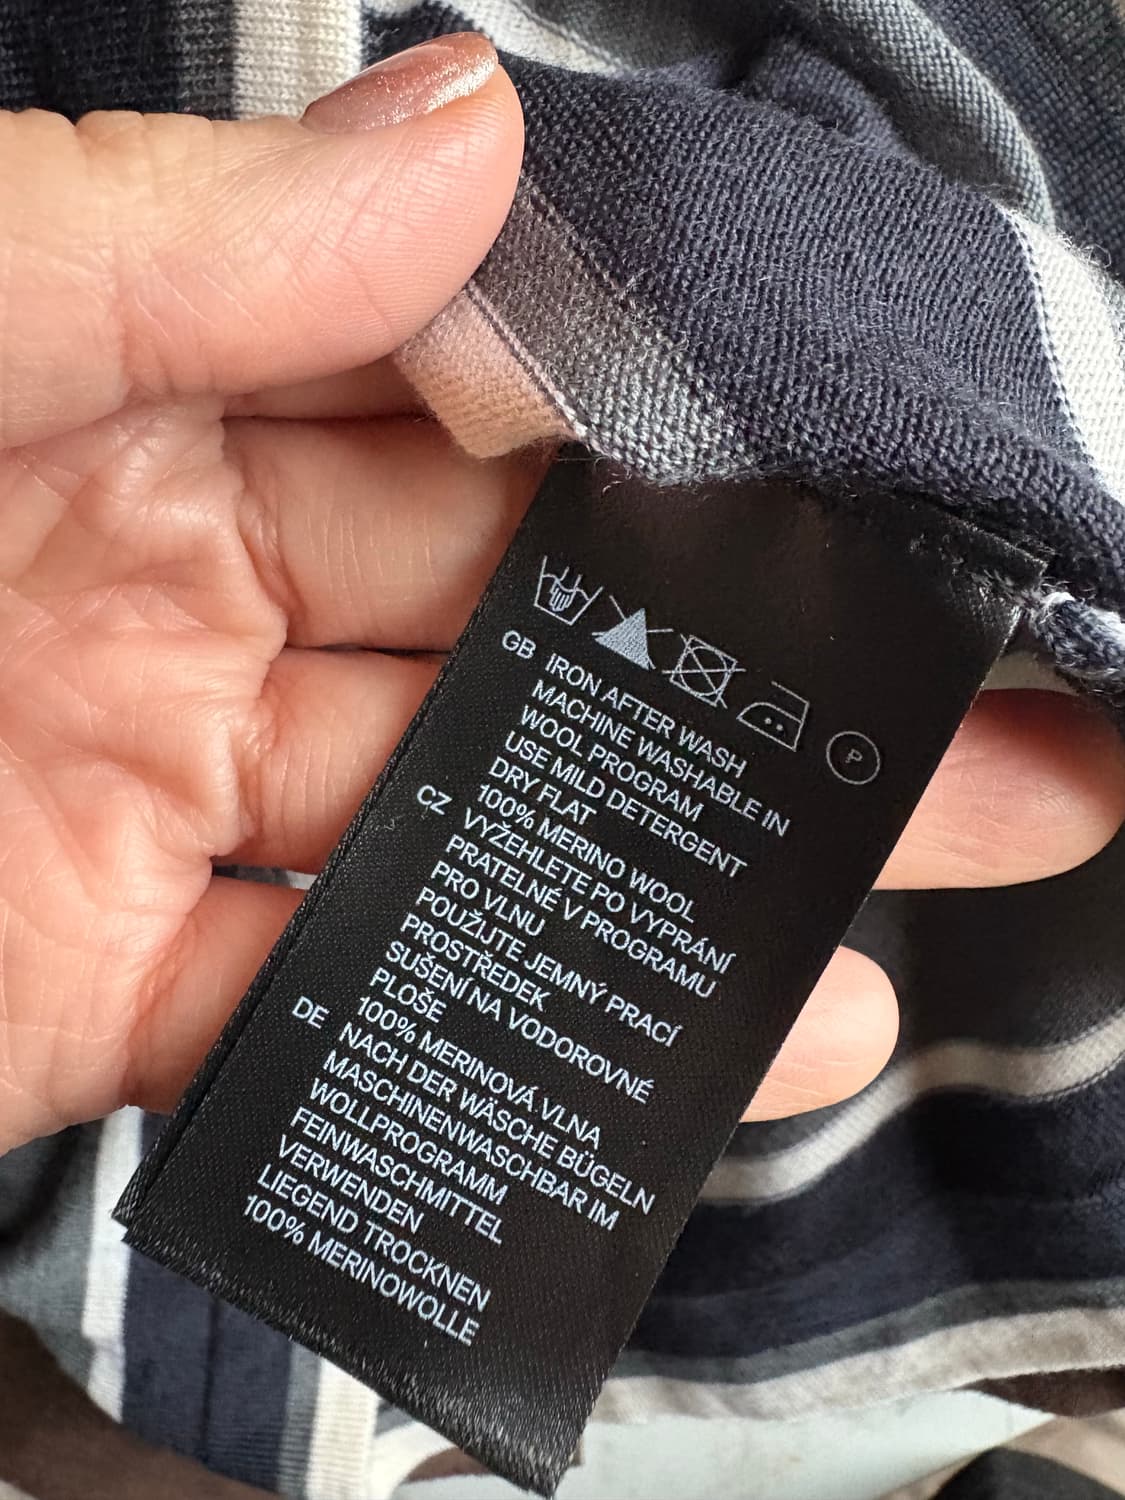 P
GB IRON AFTER WASH
MACHINE WASHABLE IN
WOOL PROGRAM
USE MILD DETERGENT
DRY FLAT
100% MERINO WOOL
CZ VYŽEHLETE PO VYPRÁNÍ
PRATELNÉ V PROGRAMU
PRO VLNU
POUŽIJTE JEMNÝ PRACÍ
PROSTŘEDEK
SUŠENÍ NA VODOROVNÉ
PLOŠE
100% MERINOVÁ VLNA
DE NACH DER WÄSCHE BÜGELN
MASCHINENWASCHBAR IM
WOLLPROGRAMM
FEINWASCHMITTEL
VERWENDEN
LIEGEND TROCKNEN
100% MERINOWOLLE